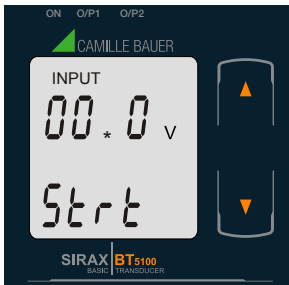 ON O/P1 O/P2
CAMILLE BAUER
INPUT
00.0 V
Strt
SIRAX BT5100
BASIC TRANSDUCER